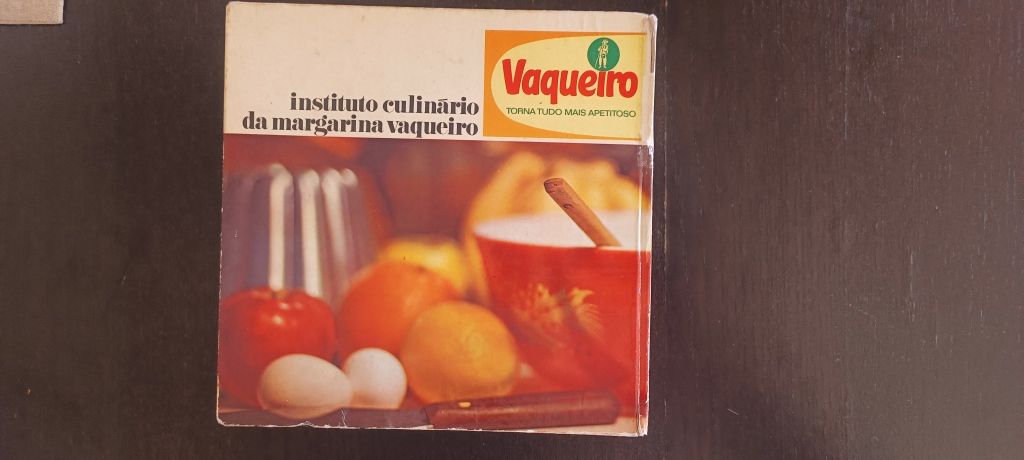 Vaqueiro
TORNA TUDO MAIS APETITOSO
instituto culinário
da margarina vaqueiro